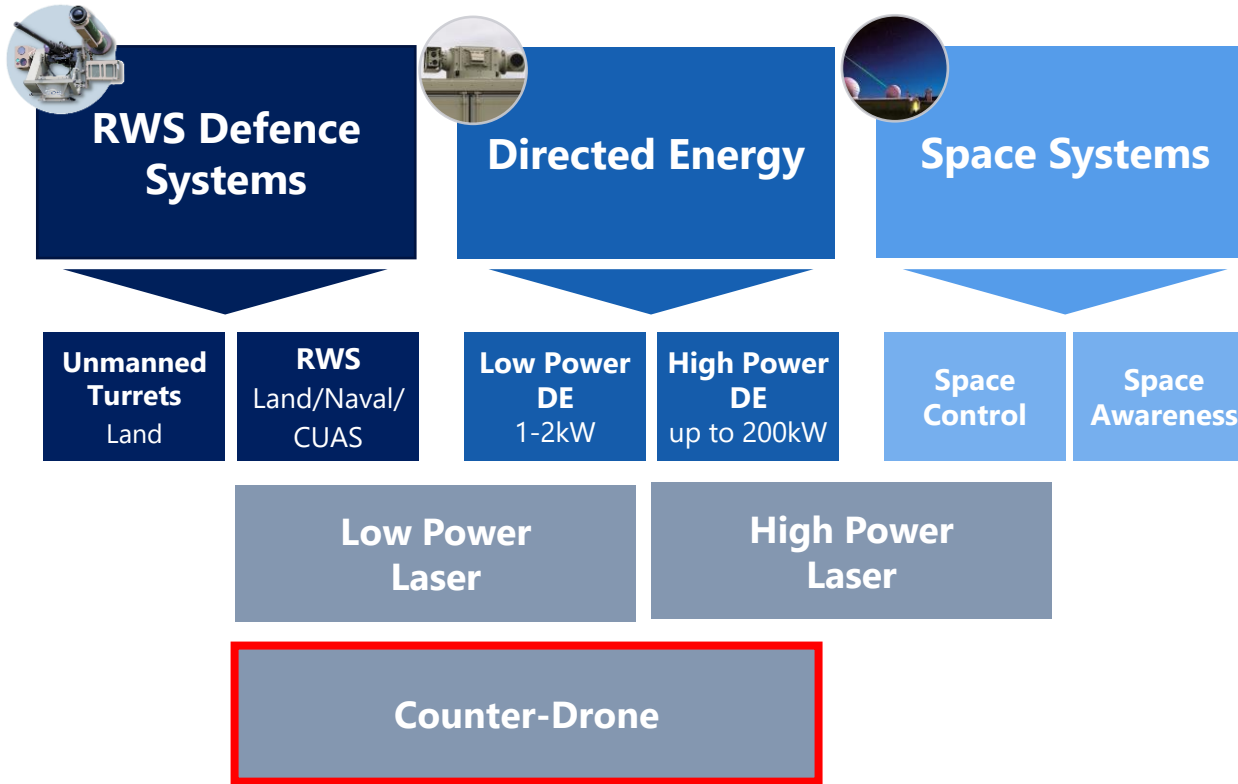 RWS Defence
Systems
Directed Energy
Space Systems
Unmanned
Turrets
Land
RWS
Land/Naval/
CUAS
Low Power
DE
1-2kW
High Power
DE
up to 200kW
Space
Control
Space
Awareness
Low Power
Laser
High Power
Laser
Counter-Drone